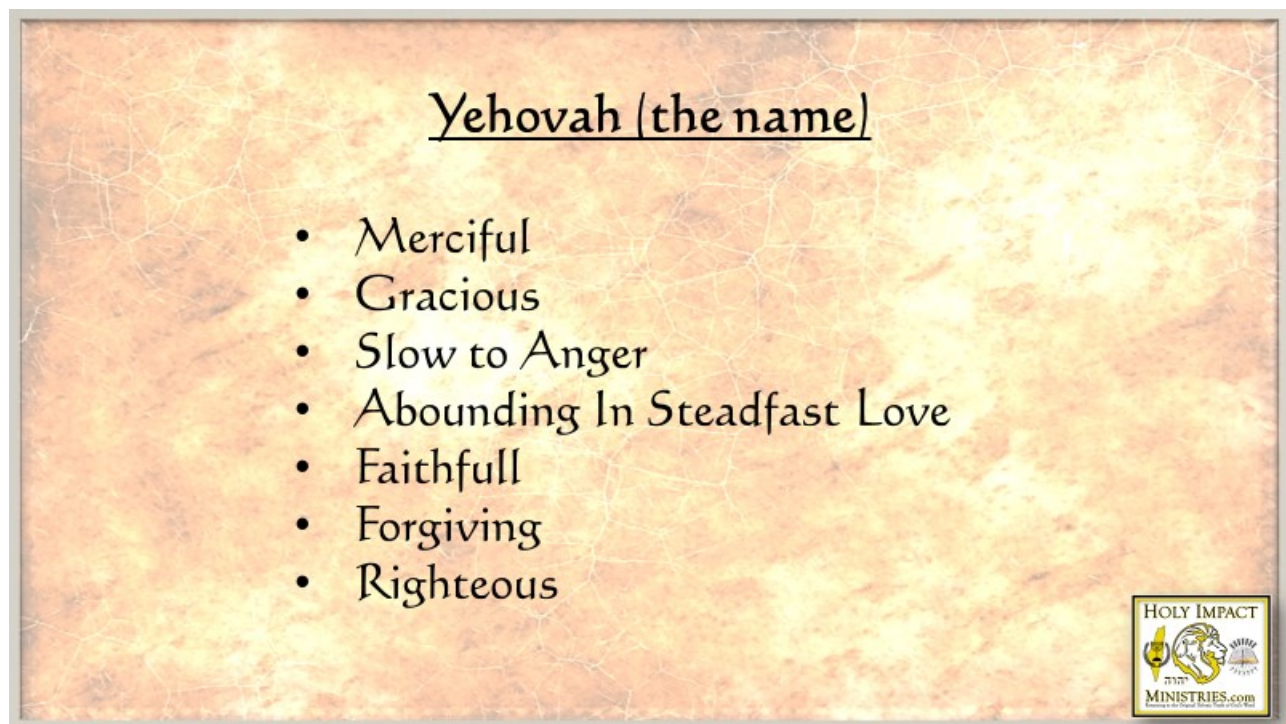 Yehovah (the name)
• Merciful
• Gracious
• Slow to Anger
• Abounding In Steadfast Love
• Faithfull
• Forgiving
• Righteous
HOLY IMPACT
יהוה
MINISTRIES.com